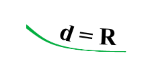 d = R